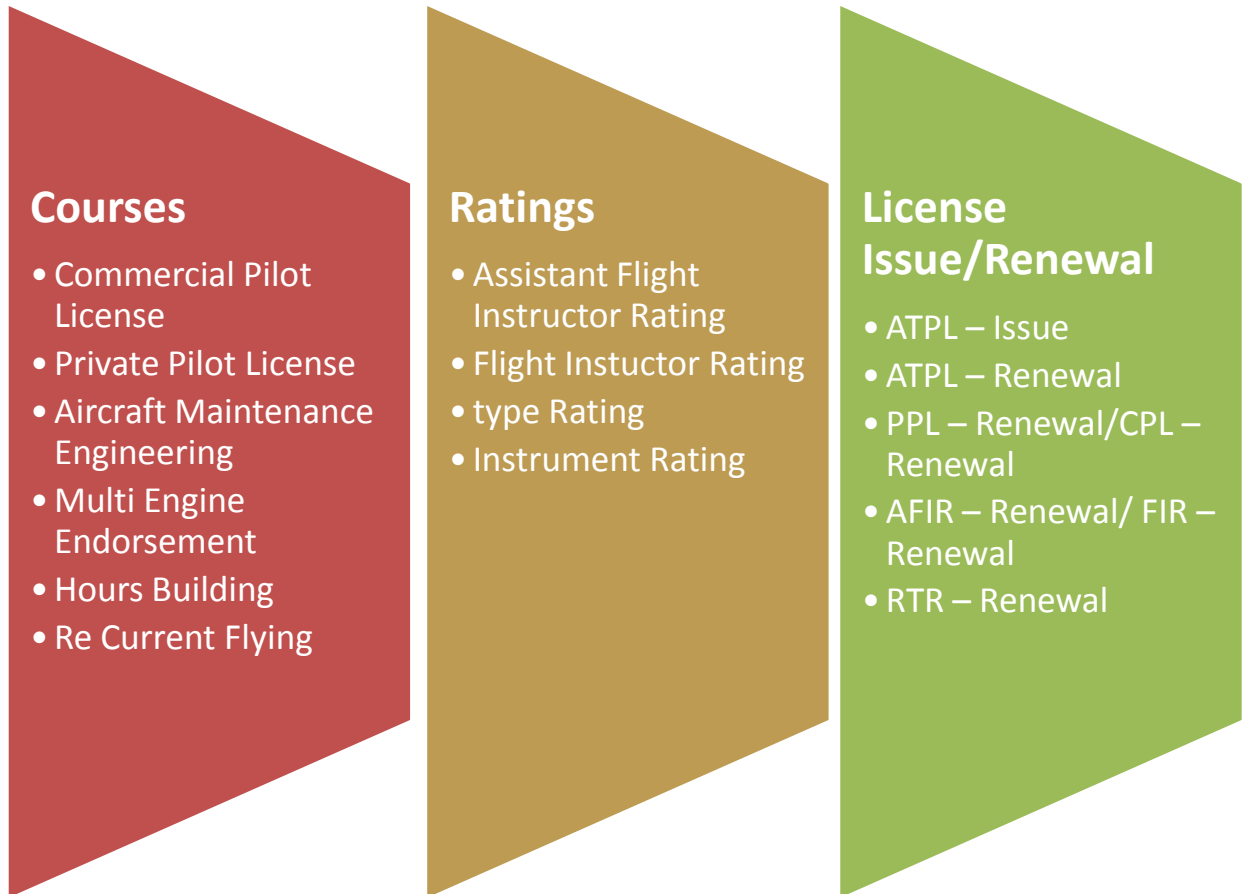 Courses
• Commercial Pilot
License
• Private Pilot License
• Aircraft Maintenance
Engineering
• Multi Engine
Endorsement
• Hours Building
• Re Current Flying
Ratings
• Assistant Flight
Instructor Rating
• Flight Instuctor Rating
• type Rating
• Instrument Rating
License
Issue/Renewal
• ATPL – Issue
• ATPL – Renewal
• PPL – Renewal/CPL –
Renewal
• AFIR – Renewal/ FIR –
Renewal
• RTR – Renewal